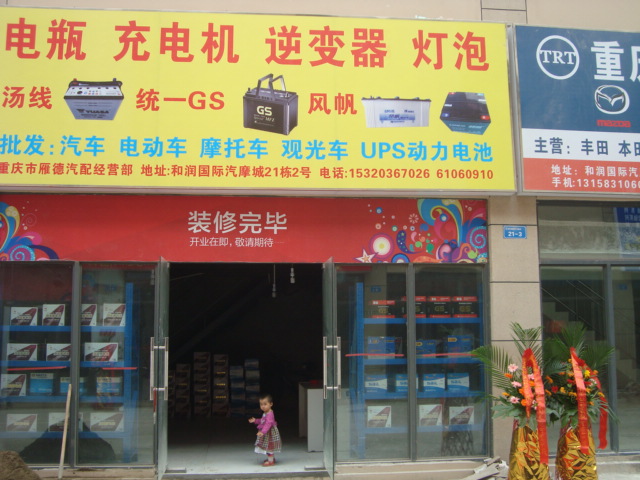 电瓶 充电机 逆变器 灯泡
汤线 统一GS 风帆
GS
批发：汽车 电动车 摩托车 观光车 UPS动力电池
重庆市雁德汽配经营部 地址：和润国际汽摩城21栋2号 电话:15320367026 61060910
装修完毕
开业在即，敬请期待
21-3
TRT 重庆
mazda
主营：丰田 本田
地址：和润国际汽
手机:1315831060